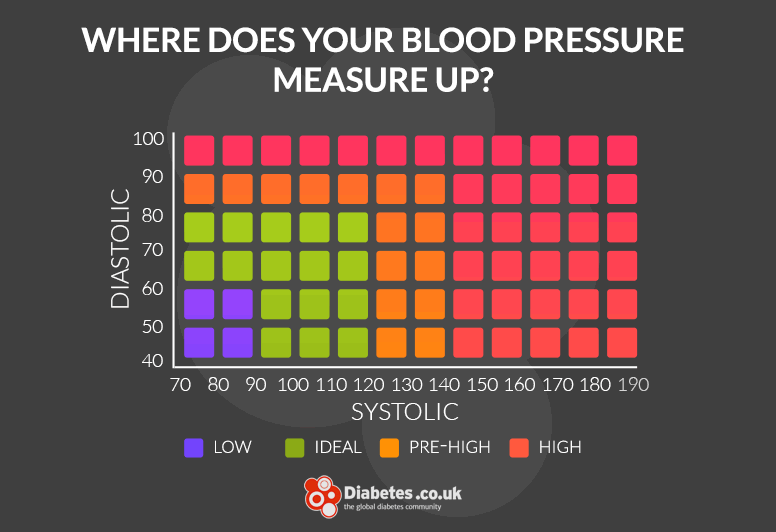 WHERE DOES YOUR BLOOD PRESSURE
MEASURE UP?
100
90
80
70
60
50
40
DIASTOLIC
70 80 90 100 110 120 130 140 150 160 170 180 190
SYSTOLIC
LOW IDEAL PRE-HIGH HIGH
Diabetes.co.uk
the global diabetes community